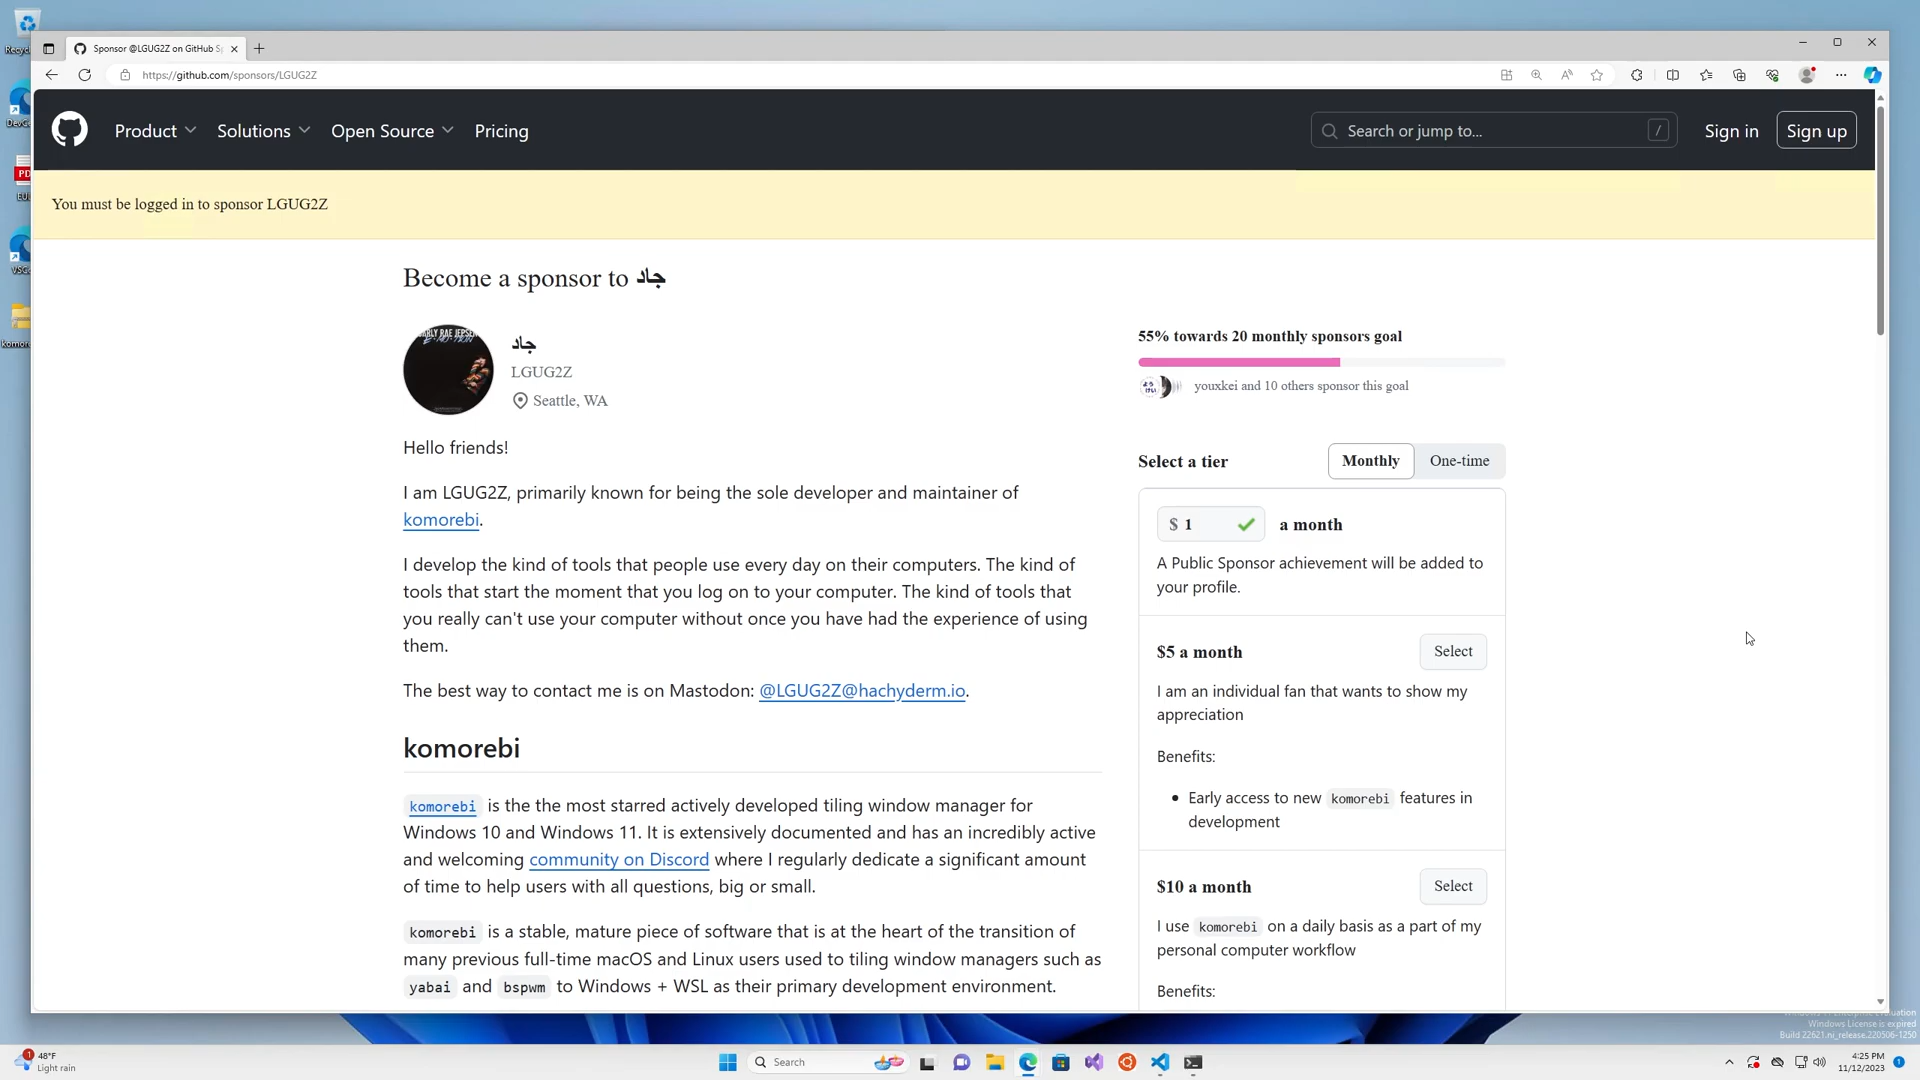 Recyc
Sponsor @LGUG2Z on GitHub S
https://github.com/sponsors/LGUG2Z
Product
Solutions
Open Source
Pricing
Search or jump to...
/
Sign in
Sign up
You must be logged in to sponsor LGUG2Z
Become a sponsor to جاد
جاد
LGUG2Z
Seattle, WA
Hello friends!
I am LGUG2Z, primarily known for being the sole developer and maintainer of
komorebi.
I develop the kind of tools that people use every day on their computers. The kind of
tools that start the moment that you log on to your computer. The kind of tools that
you really can't use your computer without once you have had the experience of using
them.
The best way to contact me is on Mastodon: @LGUG2Z@hachyderm.io.
komorebi
komorebi is the the most starred actively developed tiling window manager for
Windows 10 and Windows 11. It is extensively documented and has an incredibly active
and welcoming community on Discord where I regularly dedicate a significant amount
of time to help users with all questions, big or small.
komorebi is a stable, mature piece of software that is at the heart of the transition of
many previous full-time macOS and Linux users used to tiling window managers such as
yabai and bspwm to Windows + WSL as their primary development environment.
55% towards 20 monthly sponsors goal
youxkei and 10 others sponsor this goal
Select a tier
Monthly
One-time
$ 1
a month
A Public Sponsor achievement will be added to
your profile.
$5 a month
Select
I am an individual fan that wants to show my
appreciation
Benefits:
• Early access to new komorebi features in
development
$10 a month
Select
I use komorebi on a daily basis as a part of my
personal computer workflow
Benefits:
Windows License is expired
Build 22621.ni_release.220506-1250
1
48°F
Light rain
Search
4:25 PM
11/12/2023
1